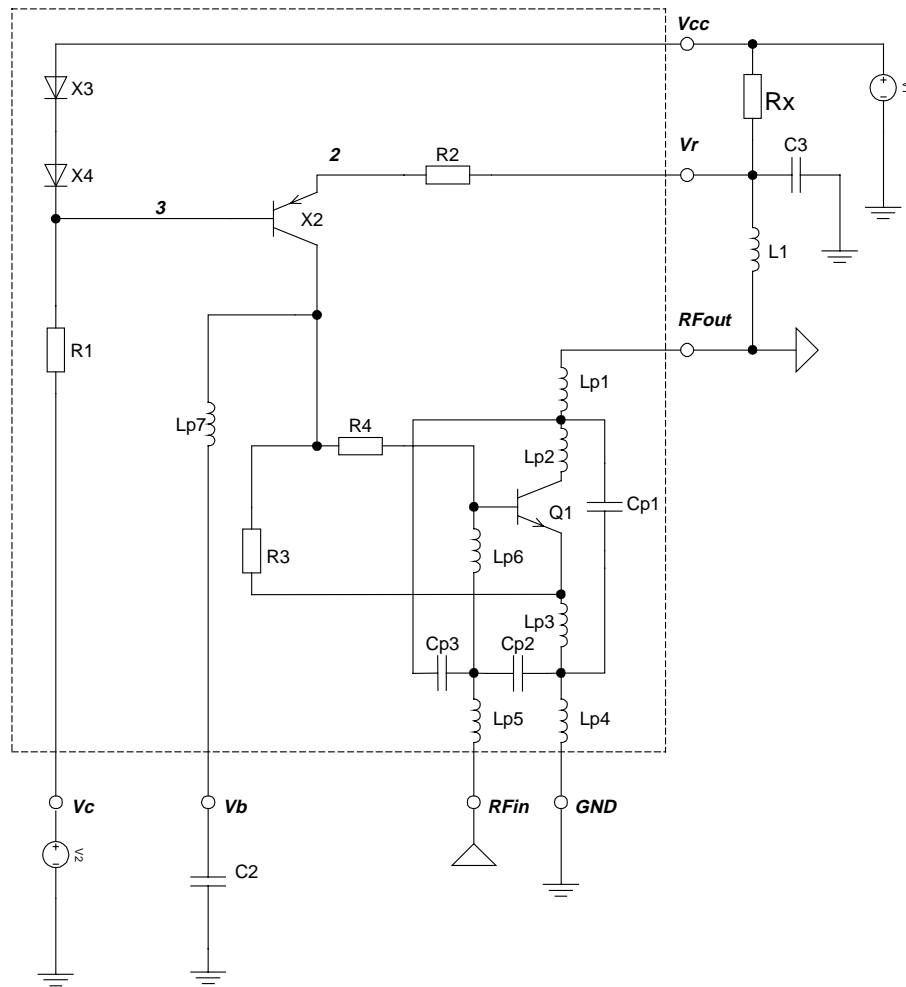 Vcc
X3
Rx
2
R2
Vr
C3
X4
3
X2
L1
RFout
R1
Lp1
Lp7
R4
Lp2
Q1
Cp1
R3
Lp6
Lp3
Cp3
Cp2
Lp5
Lp4
Vc
Vb
RFin
GND
V2
C2